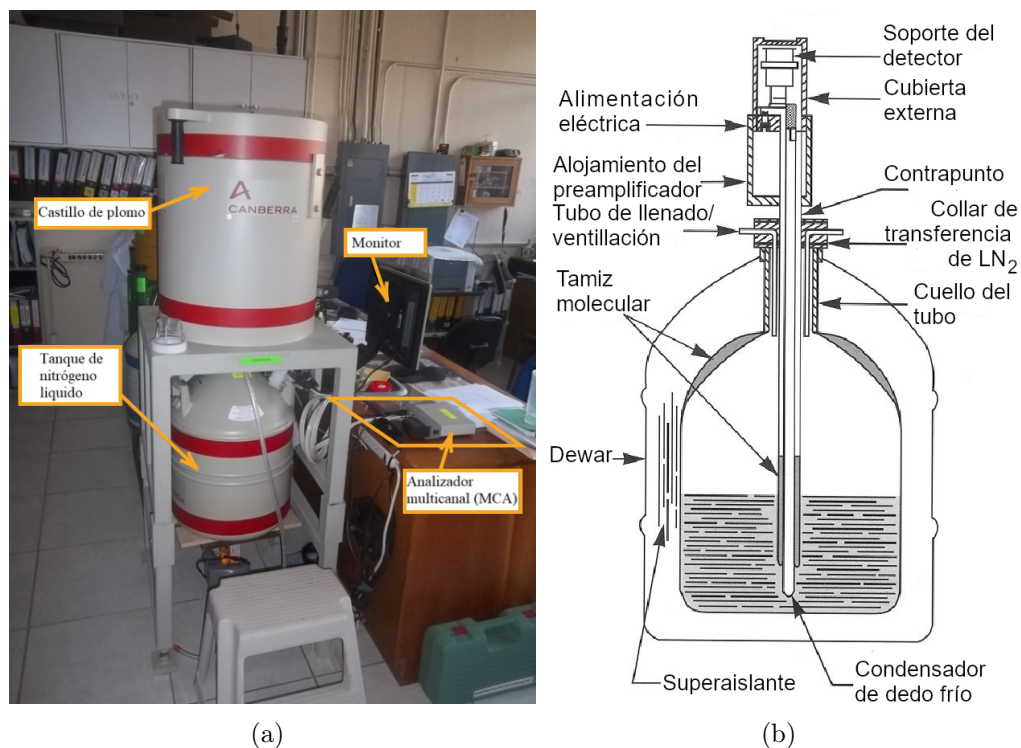 Castillo de plomo
CANBERRA
Monitor
Tanque de
nitrógeno
líquido
Analizador
multicanal (MCA)
(a)
Soporte del
detector
Cubierta
externa
Alimentación
eléctrica
Alojamiento del
preamplificador
Tubo de llenado/
ventillación
Contrapunto
Collar de
transferencia
de LN2
Tamiz
molecular
Cuello del
tubo
Dewar
Superaislante
Condensador
de dedo frío
(b)